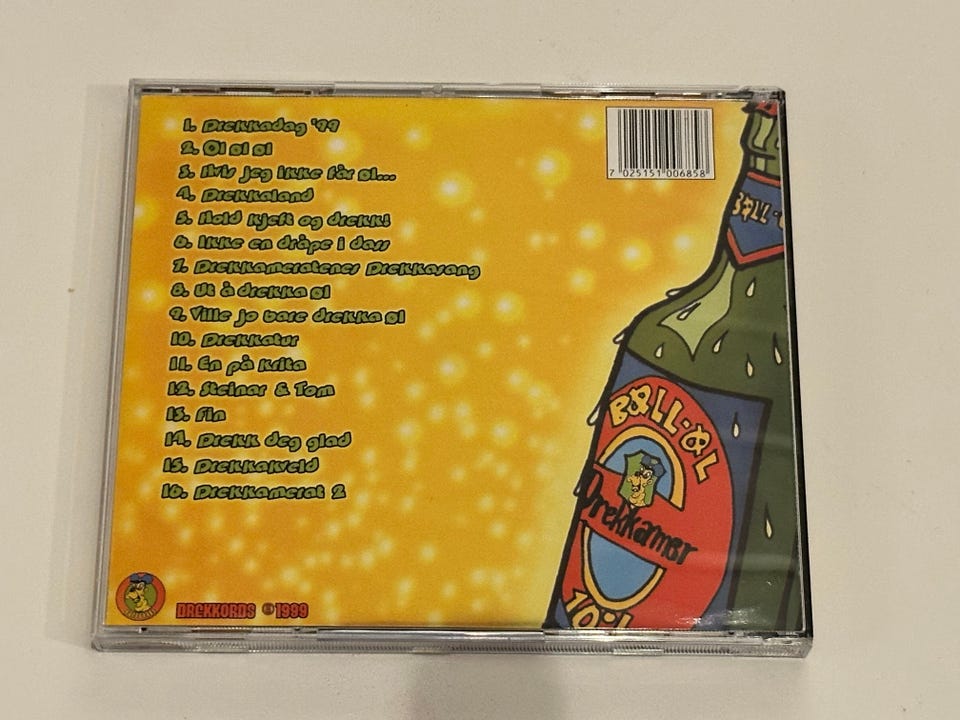 1. Drekkadag '99
2. Øl øl øl
3. Hvis jeg ikke får øl...
4. Drekkaland
5. Hold kjeft og drekk!
6. Ikke en dråpe i dass
7. Drekkameratenes Drekkasang
8. Ut å drekka øl
9. Ville jo bare drekka øl
10. Drekkatur
11. En på krita
12. Steinar & Tom
13. Fin
14. Drekk deg glad
15. Drekkakveld
16. Drekkamerat 2
7 025151 006858
BØLL-ØL
Drekkamer
10%
DREKKORDS ©1999